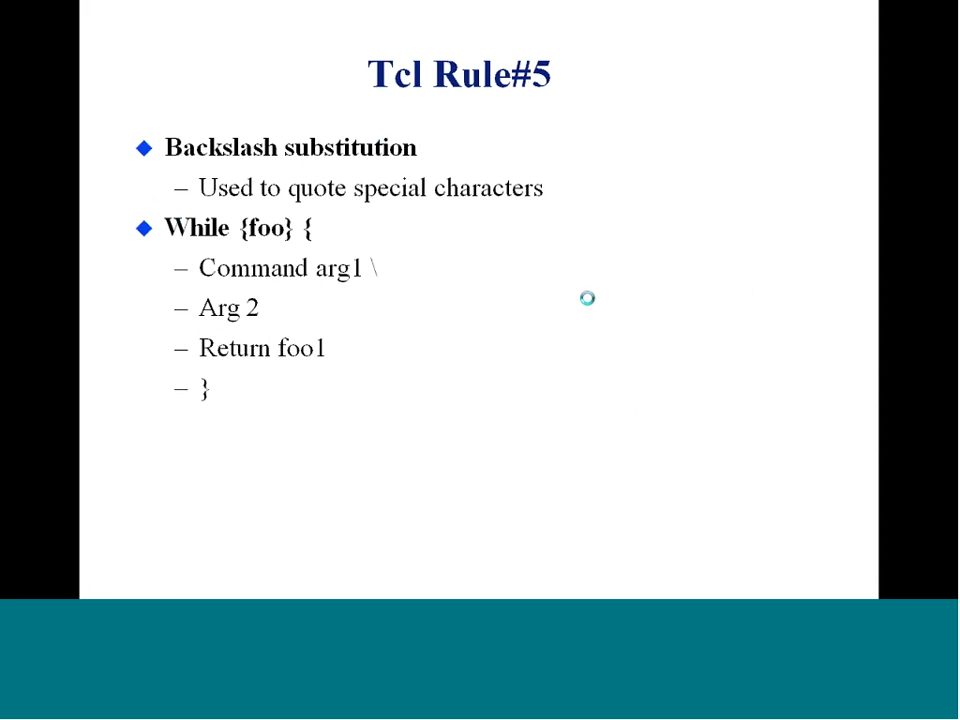 Tcl Rule#5
Backslash substitution
– Used to quote special characters
While {foo} {
– Command arg1 \
– Arg 2
– Return foo1
– }